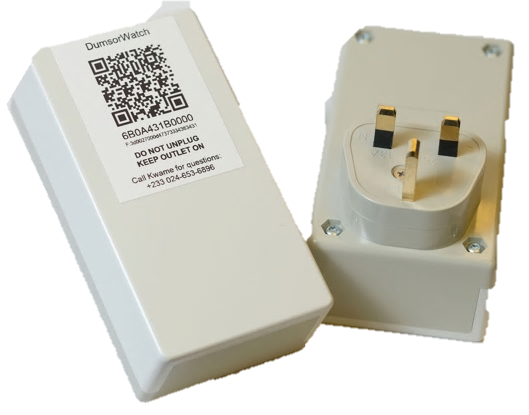 DumsorWatch
6B0A431B0000
DO NOT UNPLUG
KEEP OUTLET ON
Call Kwame for questions:
+233 024-653-6896